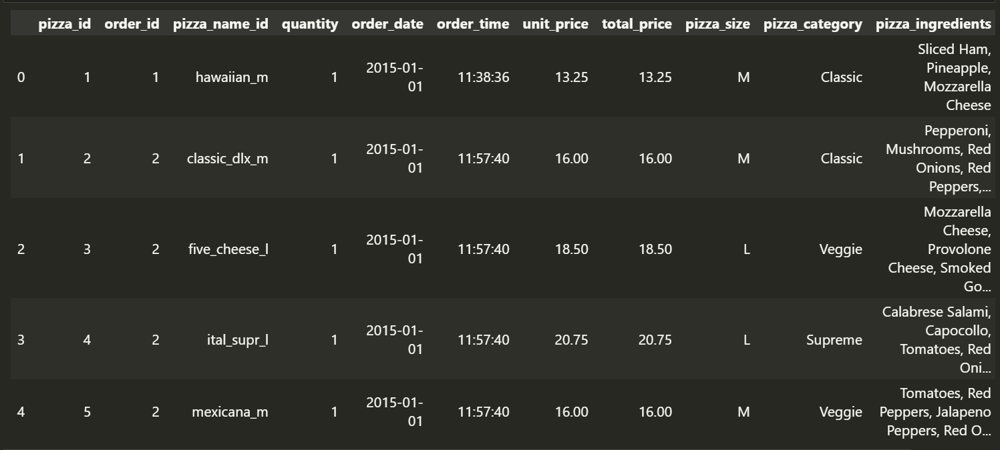 pizza_id order_id pizza_name_id quantity order_date order_time unit_price total_price pizza_size pizza_category pizza_ingredients
0 1 1 hawaiian_m 1 2015-01-01 11:38:36 13.25 13.25 M Classic Sliced Ham, Pineapple, Mozzarella Cheese
1 2 2 classic_dlx_m 1 2015-01-01 11:57:40 16.00 16.00 M Classic Pepperoni, Mushrooms, Red Onions, Red Peppers,...
2 3 2 five_cheese_l 1 2015-01-01 11:57:40 18.50 18.50 L Veggie Mozzarella Cheese, Provolone Cheese, Smoked Go...
3 4 2 ital_supr_l 1 2015-01-01 11:57:40 20.75 20.75 L Supreme Calabrese Salami, Capocollo, Tomatoes, Red Oni...
4 5 2 mexicana_m 1 2015-01-01 11:57:40 16.00 16.00 M Veggie Tomatoes, Red Peppers, Jalapeno Peppers, Red O...